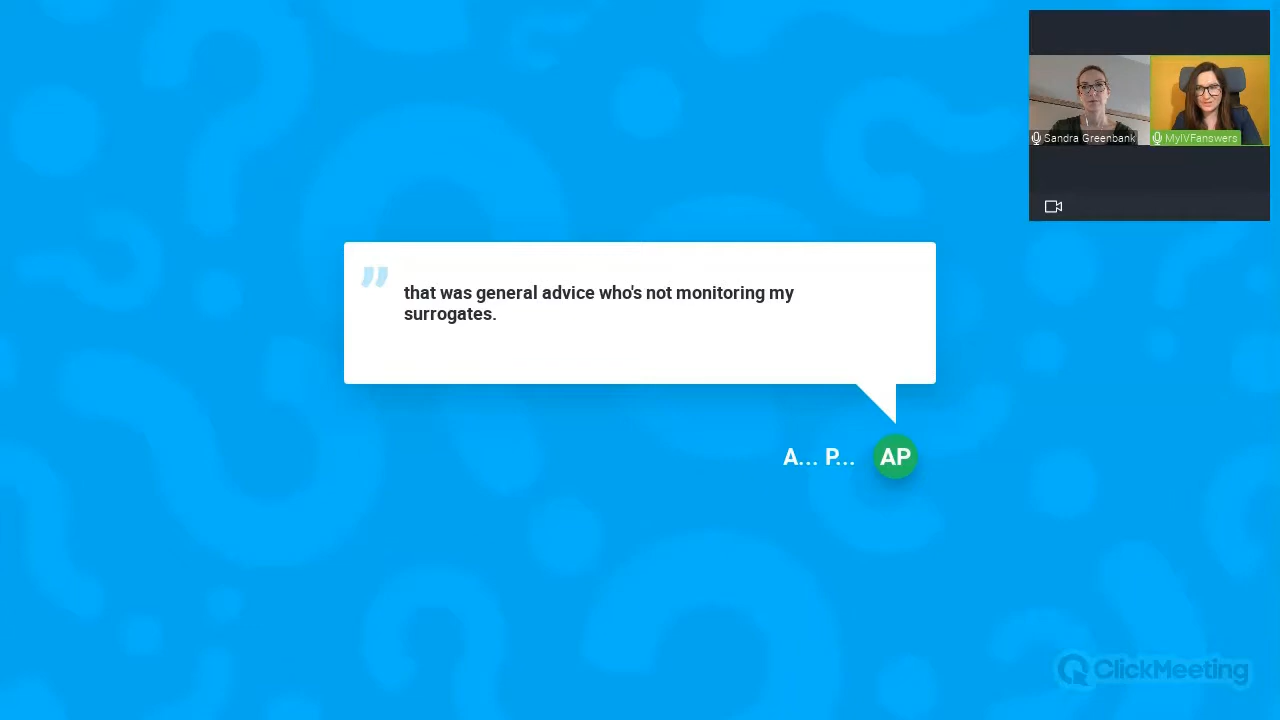 Sandra Greenbank
MyIVFanswers
"
that was general advice who's not monitoring my
surrogates.
A... P...
AP
ClickMeeting